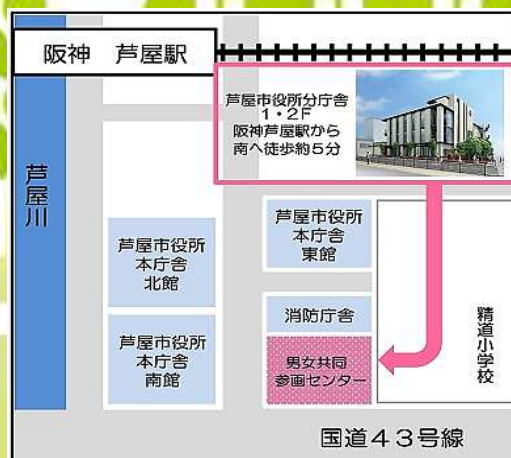 阪神 芦屋駅
芦屋市役所分庁舎
1・2F
阪神芦屋駅から
南へ徒歩約5分
芦屋川
芦屋市役所
本庁舎
北館
芦屋市役所
本庁舎
東館
消防庁舎
芦屋市役所
本庁舎
南館
男女共同
参画センター
精道小学校
国道43号線